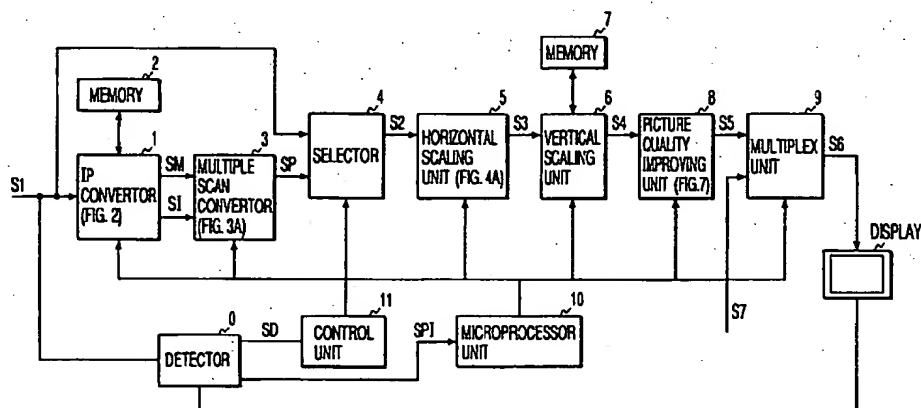 7
MEMORY
2
MEMORY
4
5
6
8
9
S1
1
IP
CONVERTOR
(FIG. 2)
SM
SI
3
MULTIPLE
SCAN
CONVERTOR
(FIG. 3A)
SP
SELECTOR
S2
HORIZONTAL
SCALING
UNIT (FIG. 4A)
S3
VERTICAL
SCALING
UNIT
S4
PICTURE
QUALITY
IMPROVING
UNIT (FIG.7)
S5
MULTIPLEX
UNIT
S6
DISPLAY
0
DETECTOR
SD
11
CONTROL
UNIT
SPI
10
MICROPROCESSOR
UNIT
S7